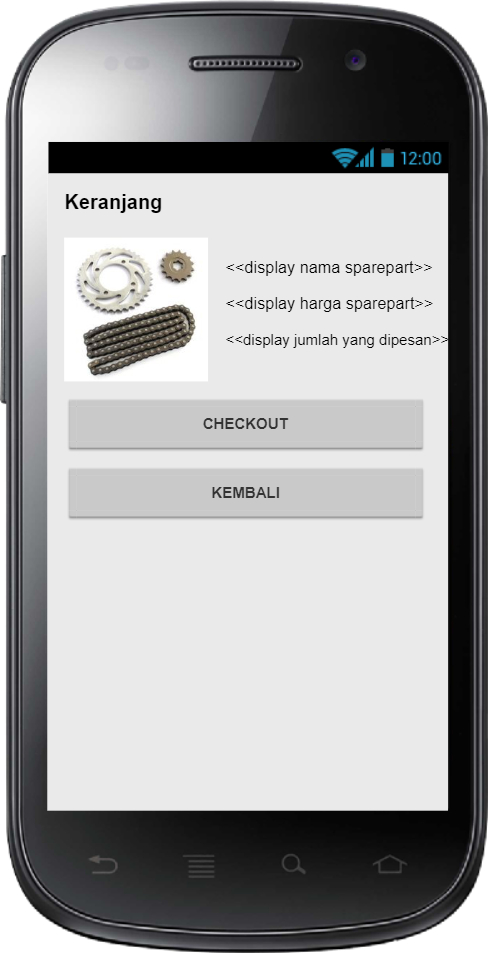 12:00
Keranjang
<<display nama sparepart>>
<<display harga sparepart>>
<<display jumlah yang dipesan>>
CHECKOUT
KEMBALI